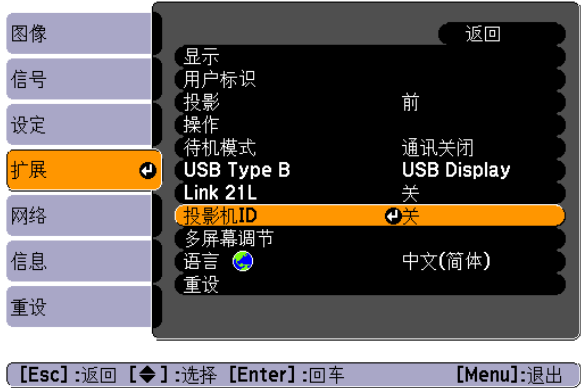 图像
信号
设定
扩展
网络
信息
重设
返回
显示
用户标识
投影 前
操作
待机模式 通讯关闭
USB Type B USB Display
Link 21L 关
投影机ID 关
多屏幕调节
语言 中文(简体)
重设
[Esc] :返回 [◆] :选择 [Enter] :回车 [Menu]:退出